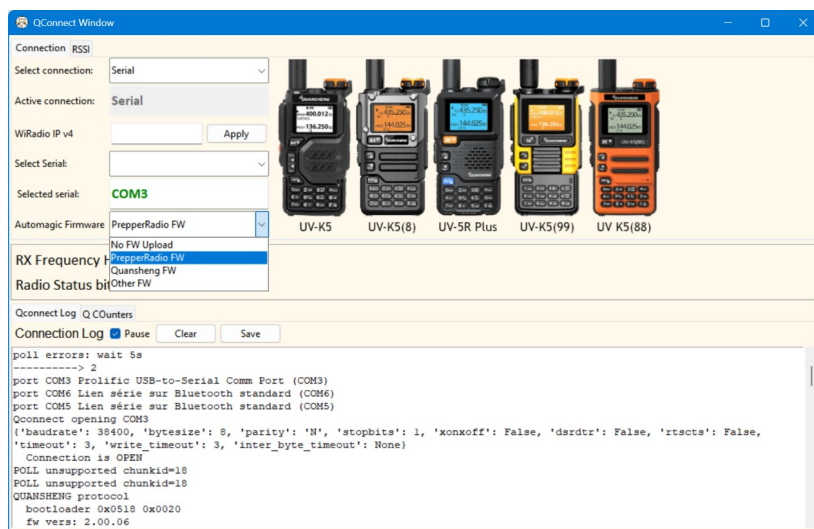 QConnect Window
Connection RSSI
Select connection: Serial
Active connection: Serial
WiRadio IP v4 Apply
Select Serial:
Selected serial: COM3
Automagic Firmware PrepperRadio FW
No FW Upload
PrepperRadio FW
Quansheng FW
Other FW
UV-K5 UV-K5(8) UV-5R Plus UV-K5(99) UV K5(88)
RX Frequency H
Radio Status bit
Qconnect Log Q COunters
Connection Log Pause Clear Save
poll errors: wait 5s
----------> 2
port COM3 Prolific USB-to-Serial Comm Port (COM3)
port COM6 Lien série sur Bluetooth standard (COM6)
port COM5 Lien série sur Bluetooth standard (COM5)
Qconnect opening COM3
{'baudrate': 38400, 'bytesize': 8, 'parity': 'N', 'stopbits': 1, 'xonxoff': False, 'dsrdtr': False, 'rtscts': False,
'timeout': 3, 'write_timeout': 3, 'inter_byte_timeout': None}
Connection is OPEN
POLL unsupported chunkid=18
POLL unsupported chunkid=18
QUANSHENG protocol
bootloader 0x0518 0x0020
fw vers: 2.00.06